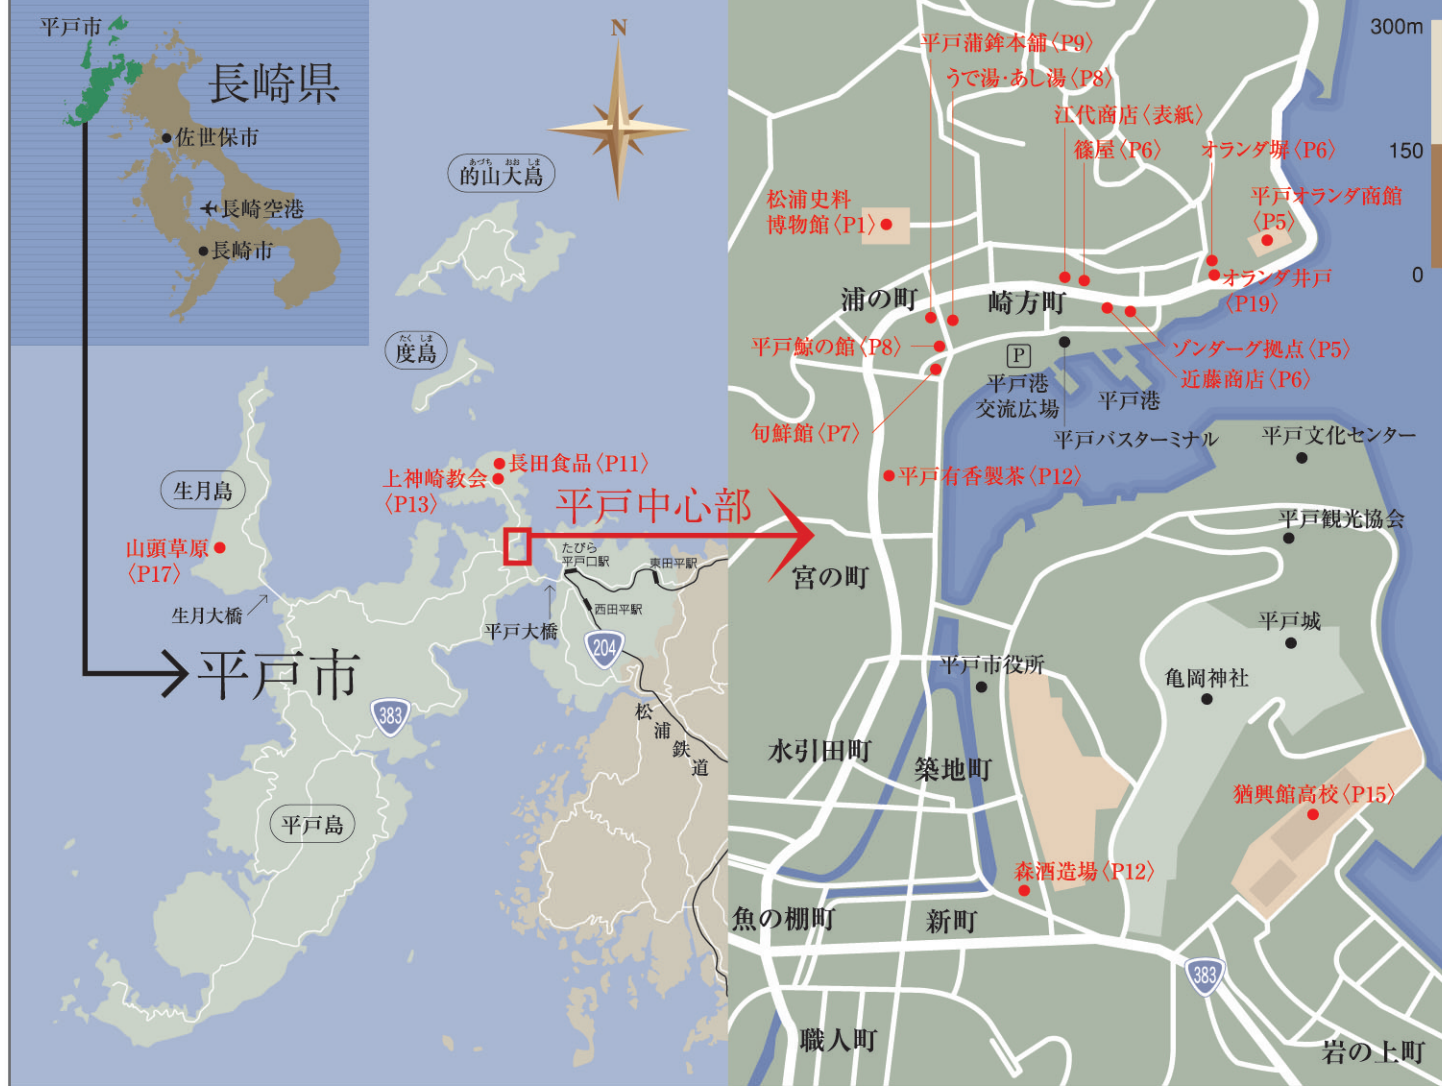 平戸市
長崎県
佐世保市
長崎空港
長崎市
N
あづち おお しま
的山大島
たく しま
度島
生月島
山頭草原
〈P17〉
生月大橋
上神崎教会
〈P13〉
長田食品〈P11〉
平戸中心部
たびら
平戸口駅
東田平駅
西田平駅
平戸大橋
204
平戸市
383
松浦鉄道
平戸島
300m
150
0
平戸蒲鉾本舗〈P9〉
うで湯・あし湯〈P8〉
江代商店〈表紙〉
篠屋〈P6〉
オランダ塀〈P6〉
松浦史料
博物館〈P1〉
平戸オランダ商館
〈P5〉
オランダ井戸
〈P19〉
浦の町
崎方町
平戸鯨の館〈P8〉
ゾンダーグ拠点〈P5〉
近藤商店〈P6〉
P
平戸港
交流広場
平戸港
旬鮮館〈P7〉
平戸バスターミナル
平戸文化センター
平戸有香製茶〈P12〉
平戸観光協会
宮の町
平戸城
平戸市役所
亀岡神社
水引田町
築地町
猶興館高校〈P15〉
森酒造場〈P12〉
魚の棚町
新町
383
職人町
岩の上町